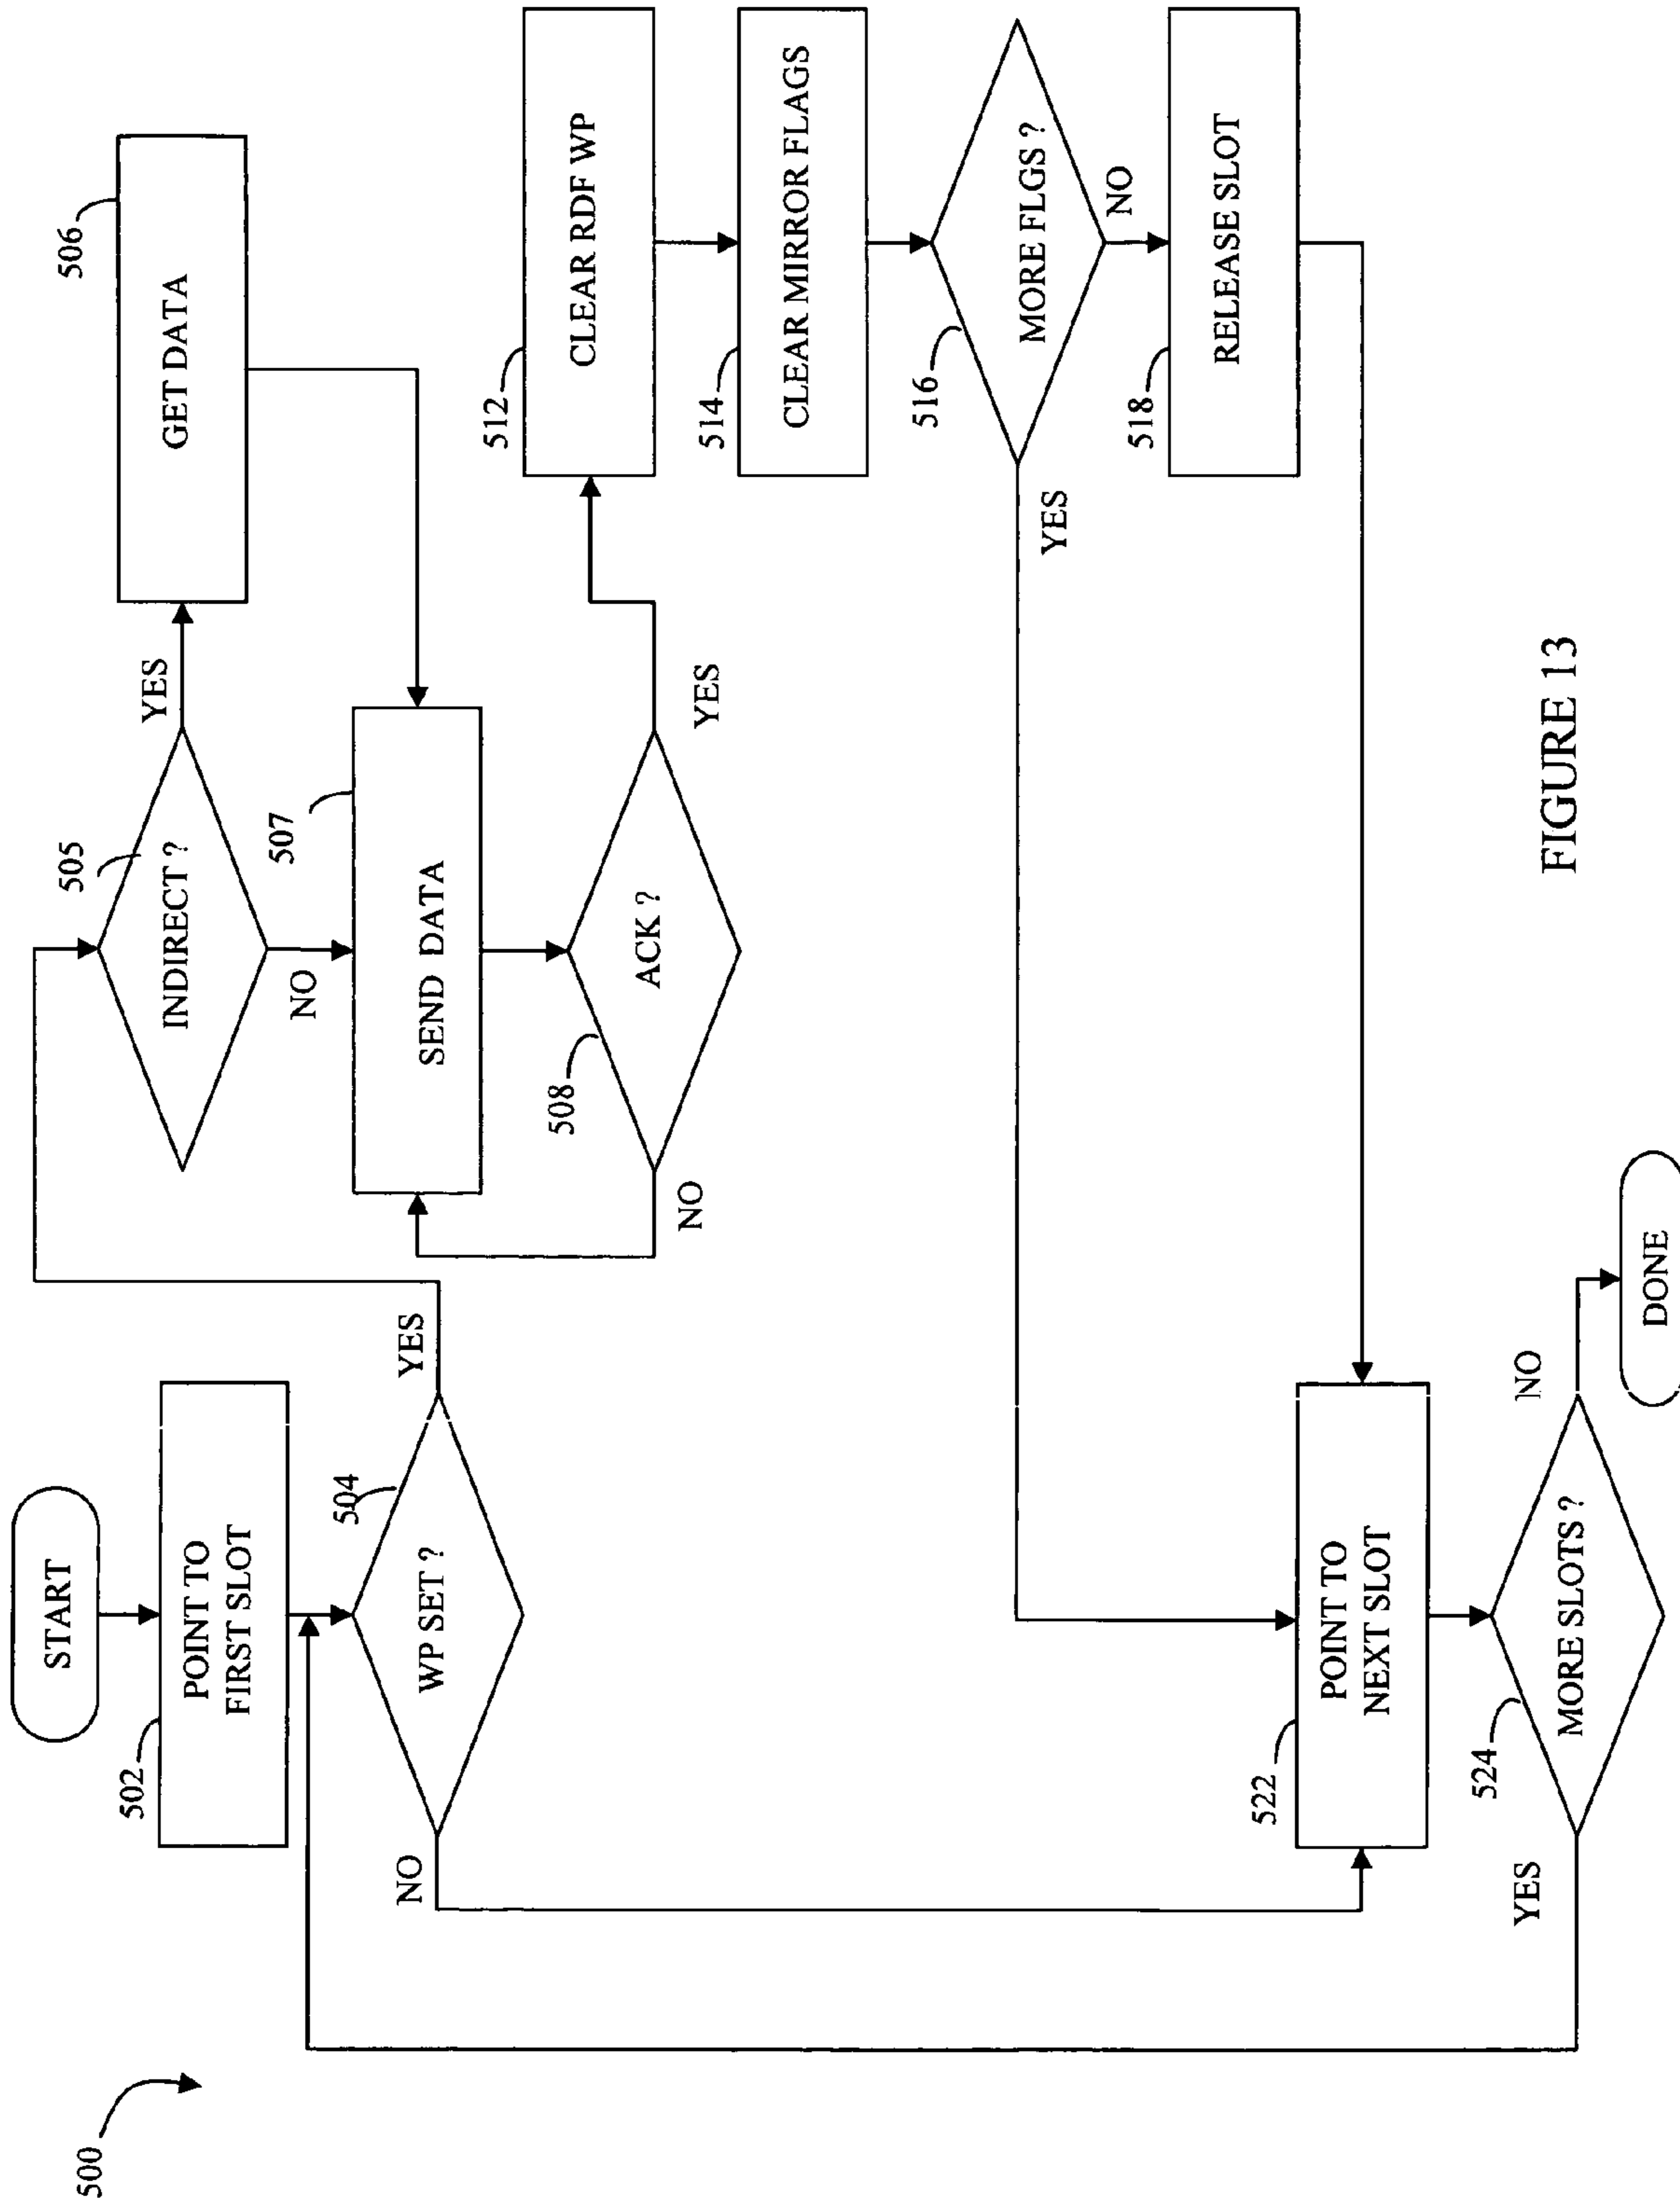 500
START
502
POINT TO
FIRST SLOT
504
WP SET ?
YES
NO
505
INDIRECT ?
YES
NO
506
GET DATA
507
SEND DATA
508
ACK ?
NO
YES
512
CLEAR RDF WP
514
CLEAR MIRROR FLAGS
516
MORE FLGS ?
YES
NO
518
RELEASE SLOT
522
POINT TO
NEXT SLOT
524
MORE SLOTS ?
YES
NO
DONE
FIGURE 13